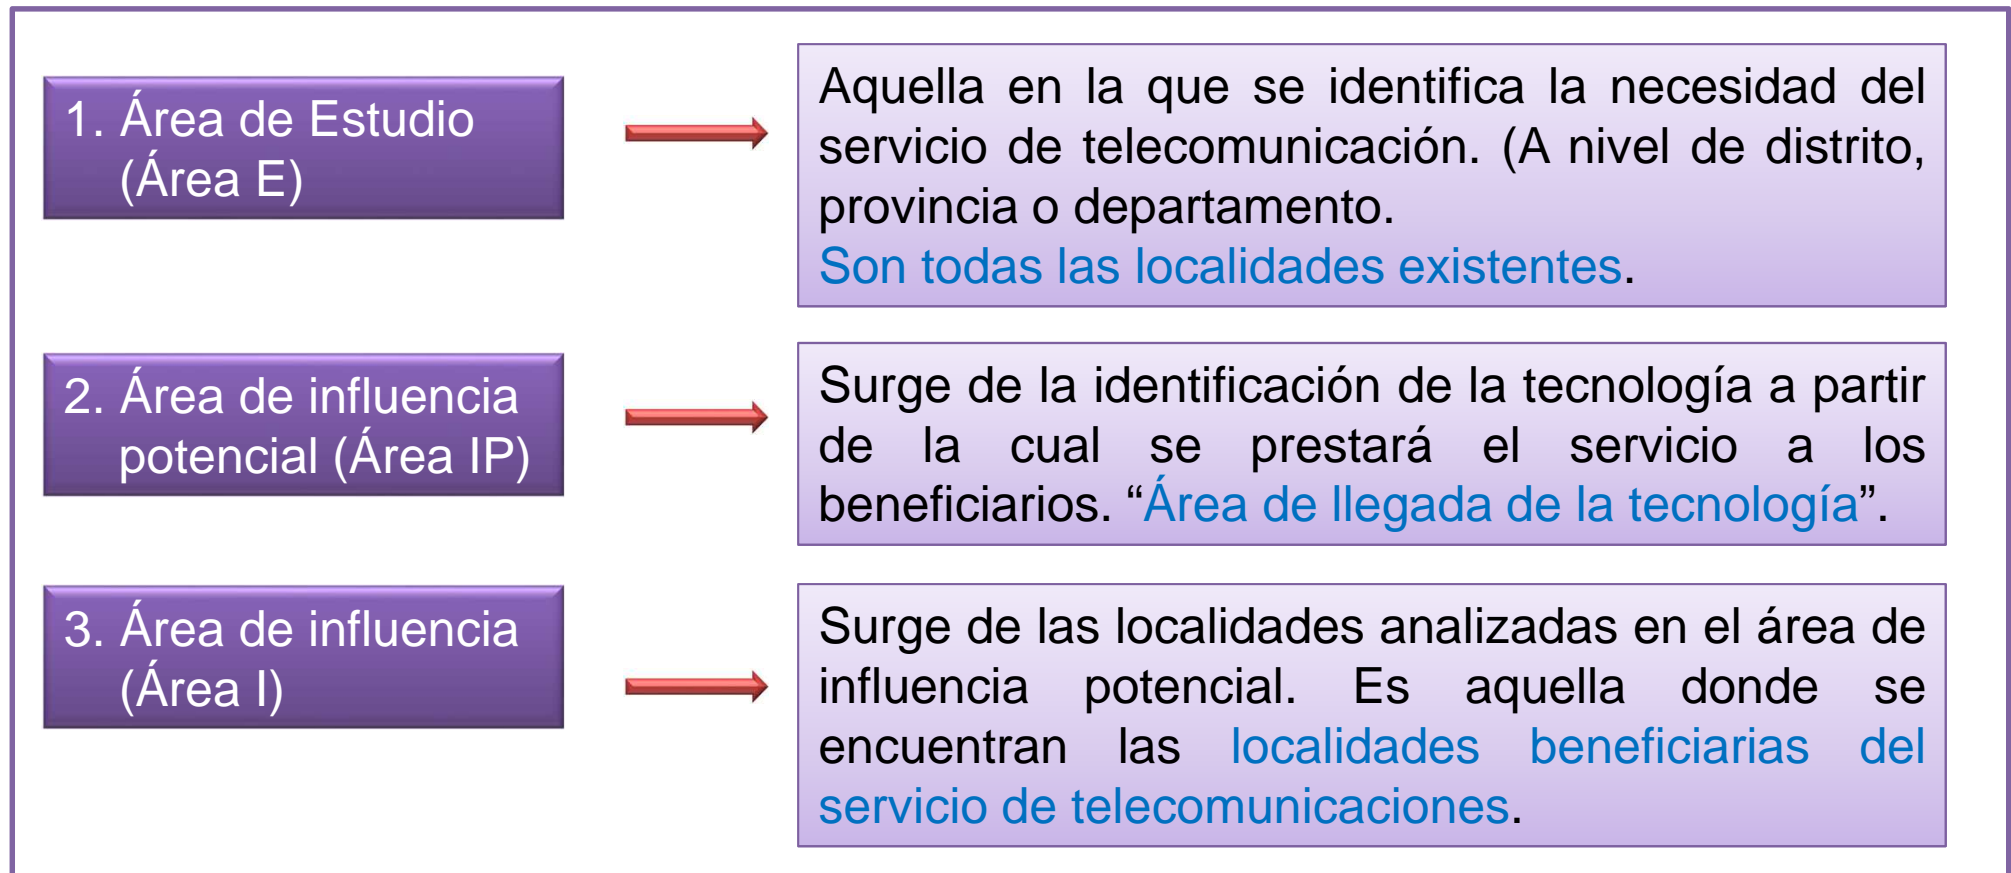 1. Área de Estudio
(Área E)
Aquella en la que se identifica la necesidad del
servicio de telecomunicación. (A nivel de distrito,
provincia o departamento.
Son todas las localidades existentes.
2. Área de influencia
potencial (Área IP)
Surge de la identificación de la tecnología a partir
de la cual se prestará el servicio a los
beneficiarios. “Área de llegada de la tecnología”.
3. Área de influencia
(Área I)
Surge de las localidades analizadas en el área de
influencia potencial. Es aquella donde se
encuentran las localidades beneficiarias del
servicio de telecomunicaciones.